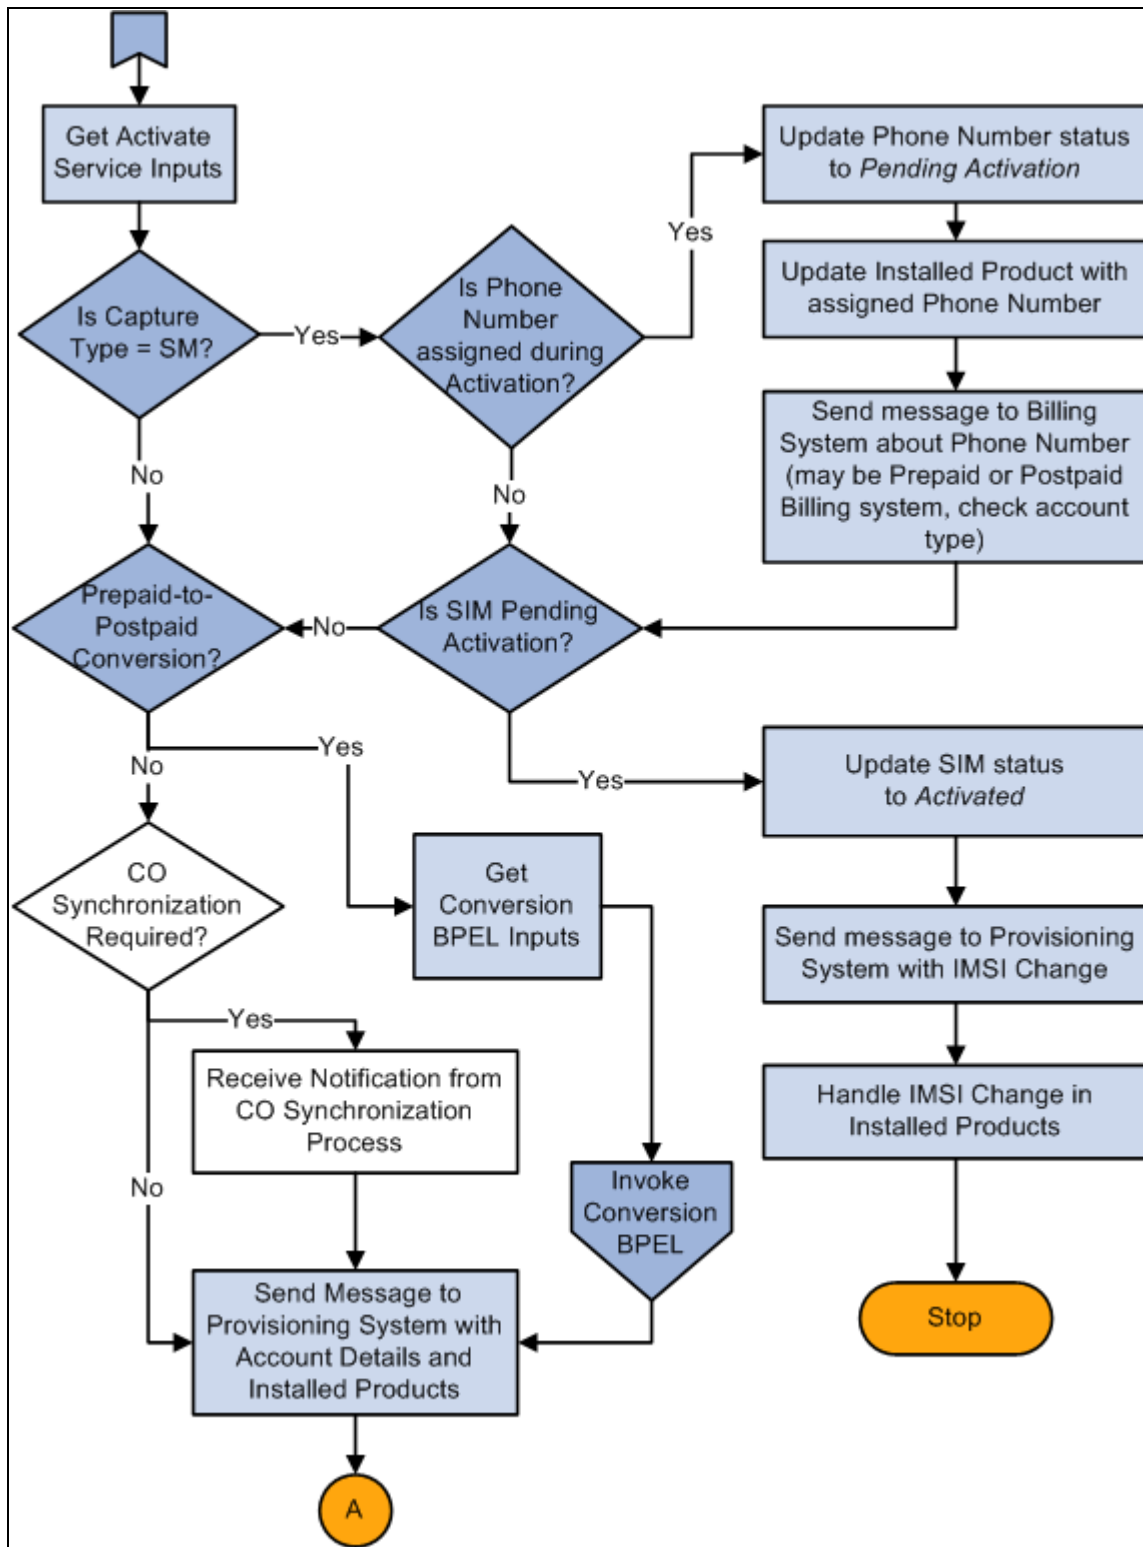 Get Activate
Service Inputs
Is Capture
Type = SM?
Yes
No
Is Phone
Number
assigned during
Activation?
Yes
No
Update Phone Number status
to Pending Activation
Update Installed Product with
assigned Phone Number
Send message to Billing
System about Phone Number
(may be Prepaid or Postpaid
Billing system, check account
type)
Prepaid-to-
Postpaid
Conversion?
No
Is SIM Pending
Activation?
No
Yes
Yes
Update SIM status
to Activated
CO
Synchronization
Required?
Get
Conversion
BPEL Inputs
Send message to Provisioning
System with IMSI Change
Yes
Receive Notification from
CO Synchronization
Process
Handle IMSI Change in
Installed Products
No
Invoke
Conversion
BPEL
Send Message to
Provisioning System with
Account Details and
Installed Products
Stop
A